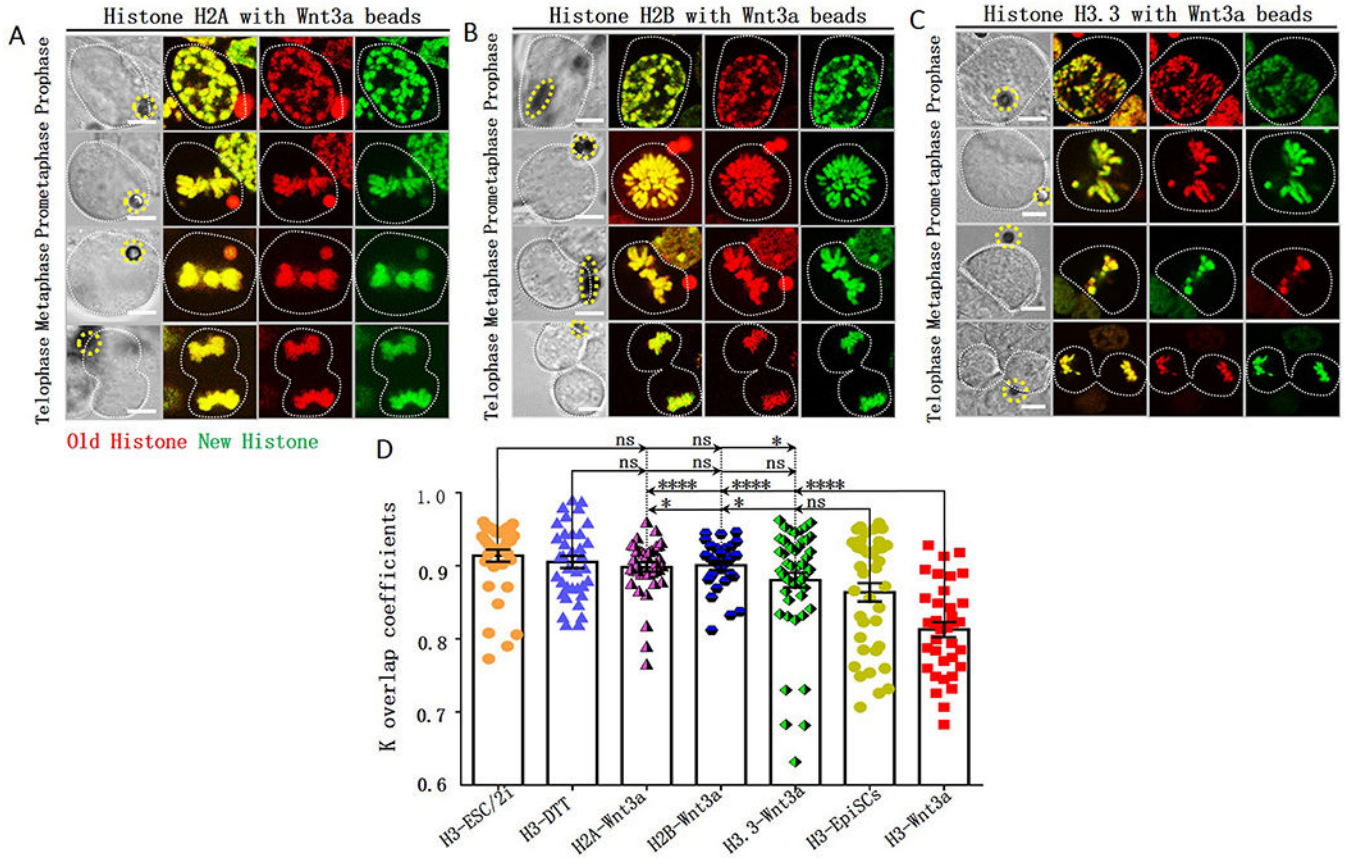 A
Histone H2A with Wnt3a beads
Telophase Metaphase Prometaphase Prophase
Old Histone New Histone
B
Histone H2B with Wnt3a beads
Telophase Metaphase Prometaphase Prophase
C
Histone H3.3 with Wnt3a beads
Telophase Metaphase Prometaphase Prophase
D
ns ns *
ns ns ns
**** **** ****
* * ns
K overlap coefficients
1.0
0.9
0.8
0.7
0.6
H3-ESC/2i
H3-DTT
H2A-Wnt3a
H2B-Wnt3a
H3.3-Wnt3a
H3-EpiSCs
H3-Wnt3a